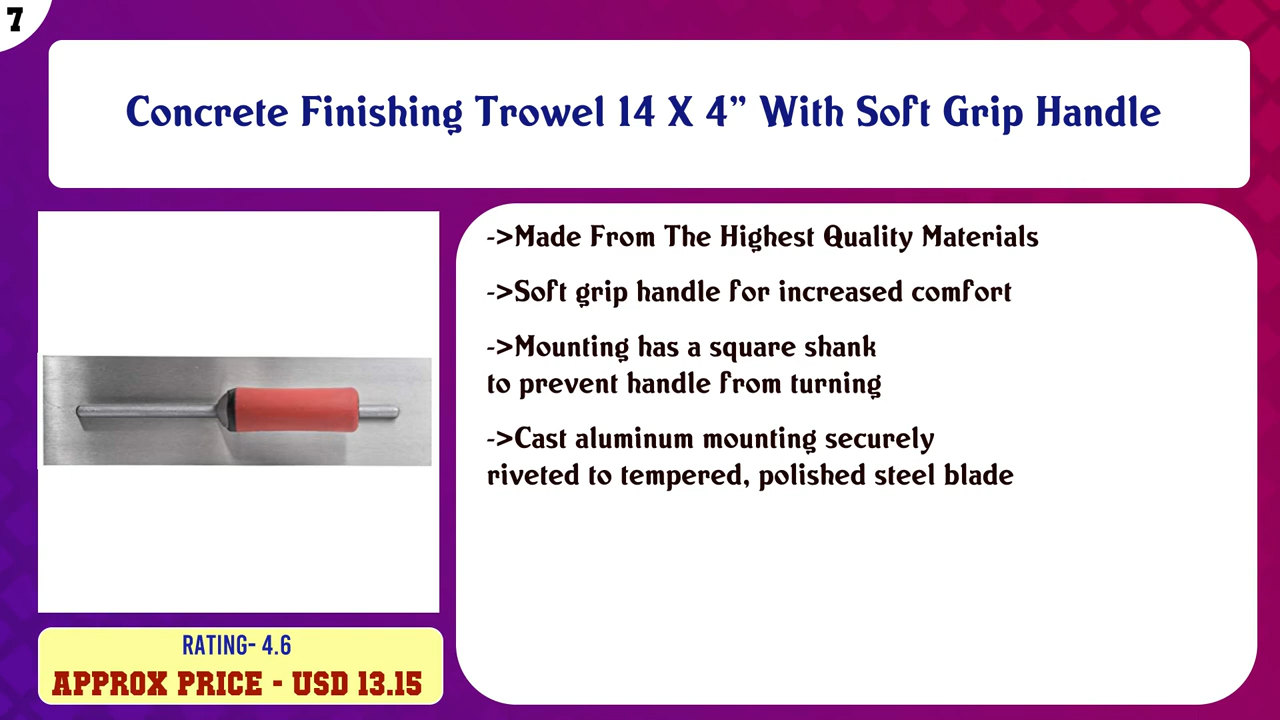 7
Concrete Finishing Trowel 14 X 4” With Soft Grip Handle
->Made From The Highest Quality Materials
->Soft grip handle for increased comfort
->Mounting has a square shank
to prevent handle from turning
->Cast aluminum mounting securely
riveted to tempered, polished steel blade
RATING- 4.6
APPROX PRICE - USD 13.15